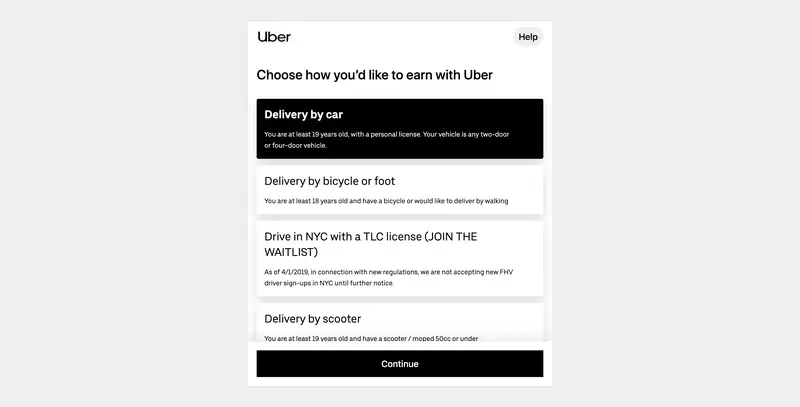 Uber
Help
Choose how you’d like to earn with Uber
Delivery by car
You are at least 19 years old, with a personal license. Your vehicle is any two-door
or four-door vehicle.
Delivery by bicycle or foot
You are at least 18 years old and have a bicycle or would like to deliver by walking
Drive in NYC with a TLC license (JOIN THE
WAITLIST)
As of 4/1/2019, in connection with new regulations, we are not accepting new FHV
driver sign-ups in NYC until further notice.
Delivery by scooter
You are at least 19 years old and have a scooter / moped 50cc or under
Continue